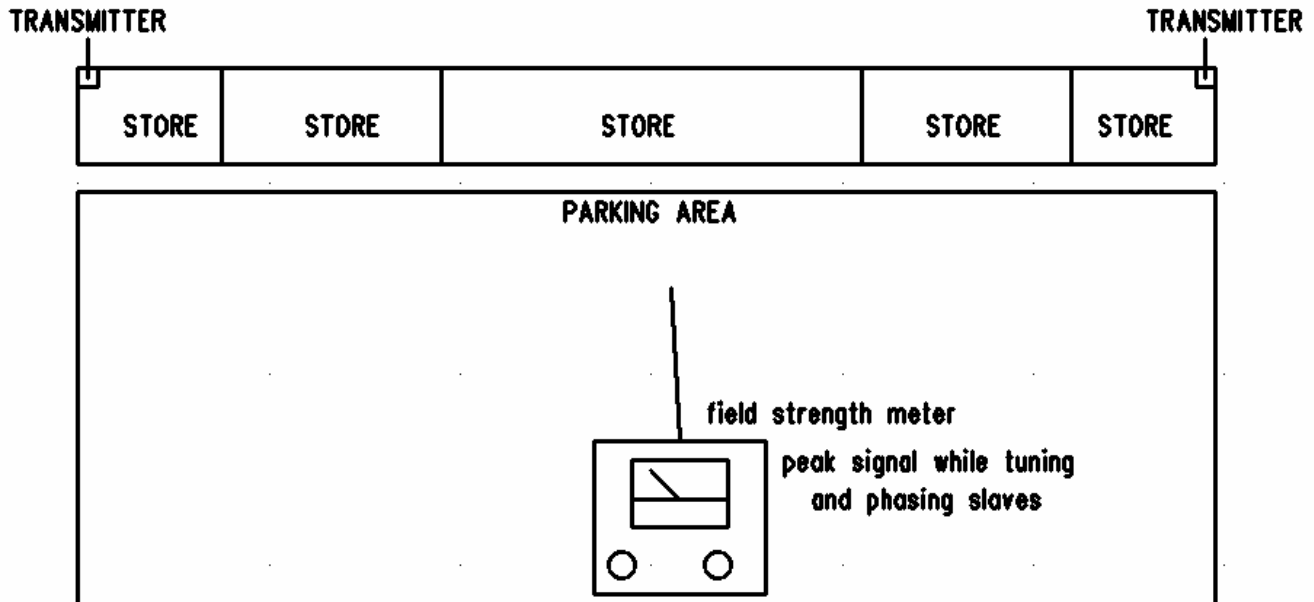 TRANSMITTER TRANSMITTER
STORE STORE STORE STORE STORE
PARKING AREA
field strength meter
peak signal while tuning
and phasing slaves